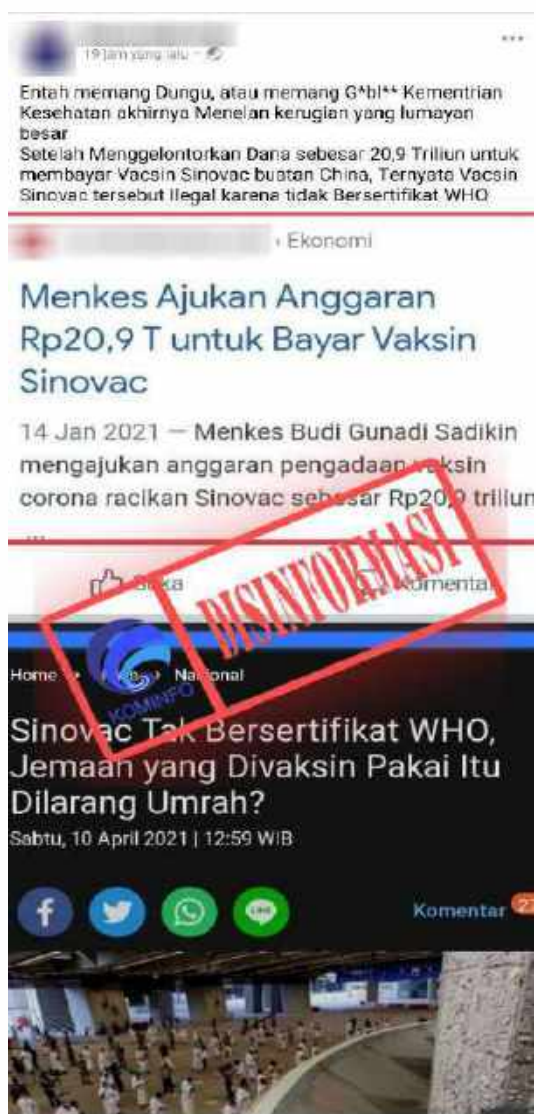 19 jam yang lalu
Entah memang Dungu, atau memang G*bl** Kementrian
Kesehatan akhirnya Menelan kerugian yang lumayan
besar
Setelah Menggelontorkan Dana sebesar 20,9 Triliun untuk
membayar Vacsin Sinovac buatan China, Ternyata Vacsin
Sinovac tersebut Ilegal karena tidak Bersertifikat WHO
› Ekonomi
Menkes Ajukan Anggaran
Rp20,9 T untuk Bayar Vaksin
Sinovac
14 Jan 2021 — Menkes Budi Gunadi Sadikin
mengajukan anggaran pengadaan vaksin
corona racikan Sinovac sebesar Rp20,9 triliun
...
Suka
Komentar
DISINFORMASI
KOMINFO
Home › › Nasional
Sinovac Tak Bersertifikat WHO,
Jemaah yang Divaksin Pakai Itu
Dilarang Umrah?
Sabtu, 10 April 2021 | 12:59 WIB
LINE
Komentar